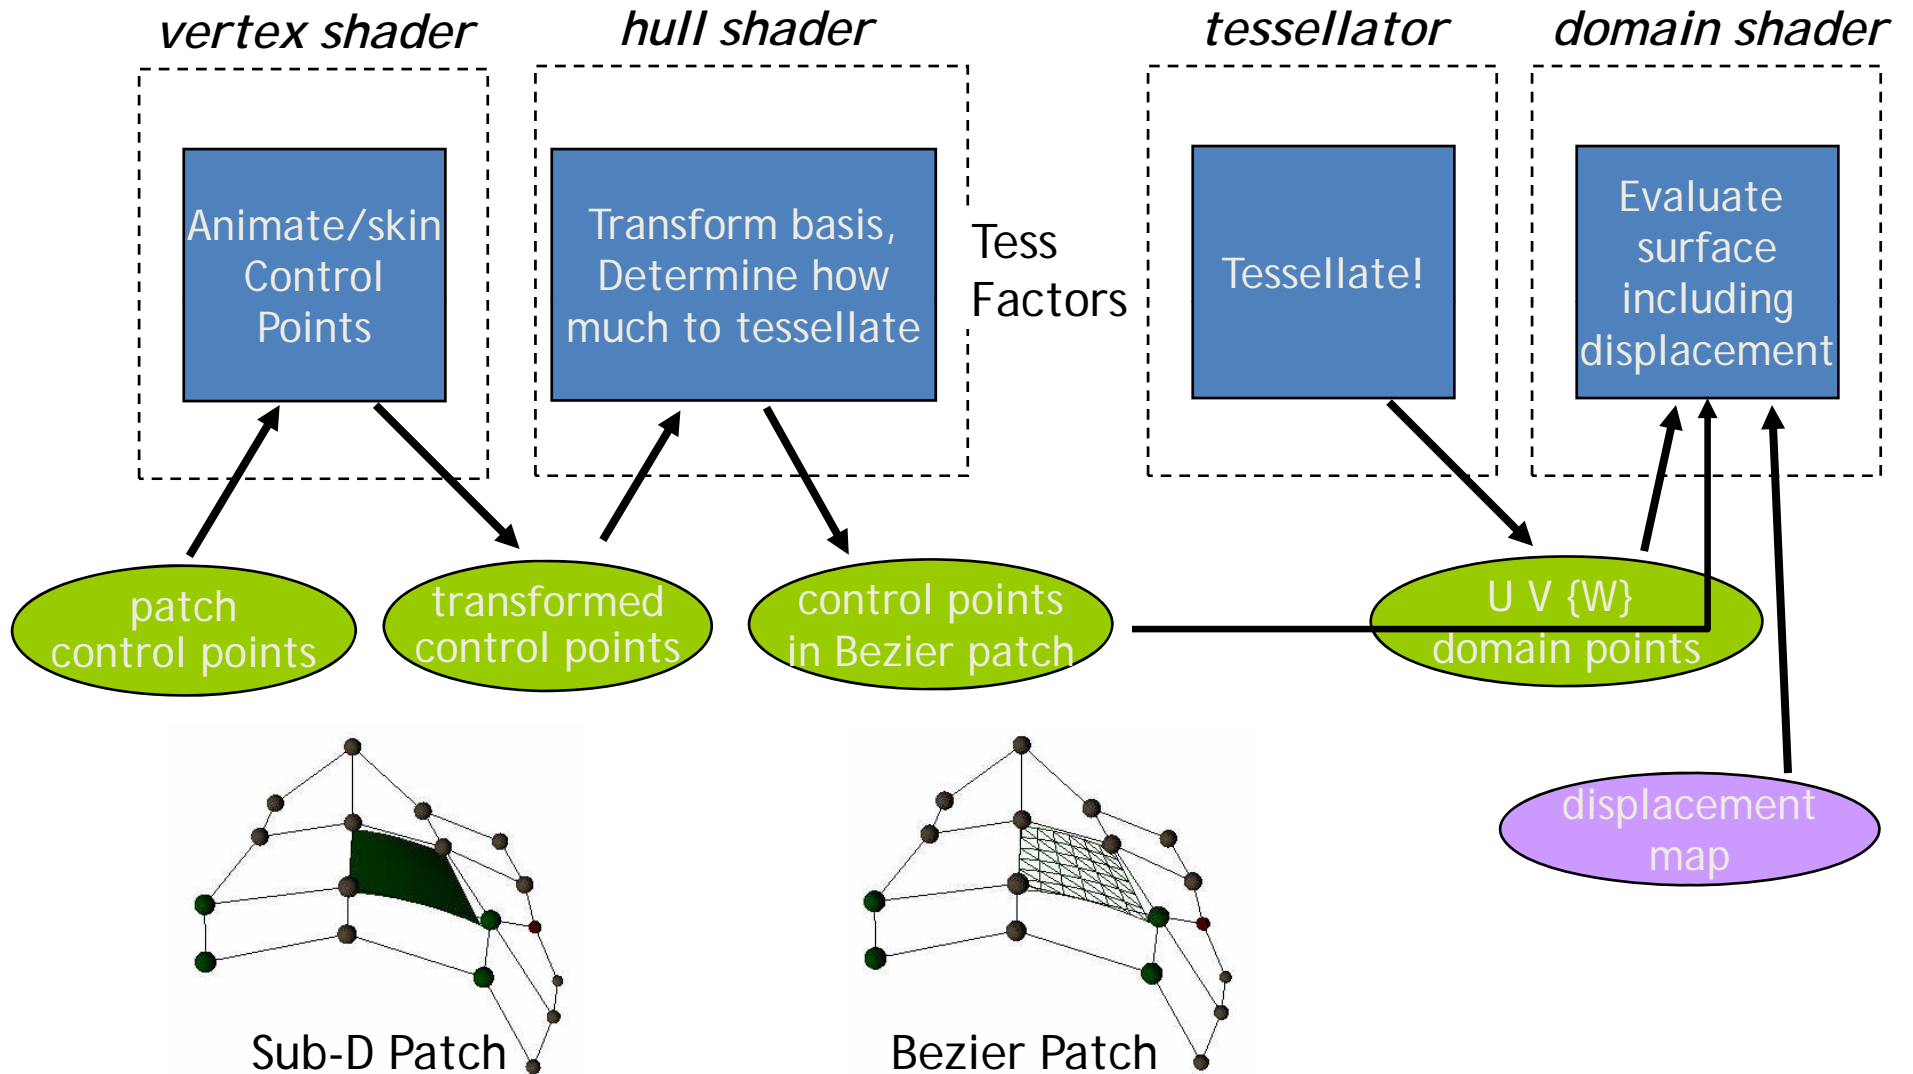 vertex shader
hull shader
tessellator
domain shader
Animate/skin
Control
Points
Transform basis,
Determine how
much to tessellate
Tess
Factors
Tessellate!
Evaluate
surface
including
displacement
patch
control points
transformed
control points
control points
in Bezier patch
U V {W}
domain points
displacement
map
Sub-D Patch
Bezier Patch